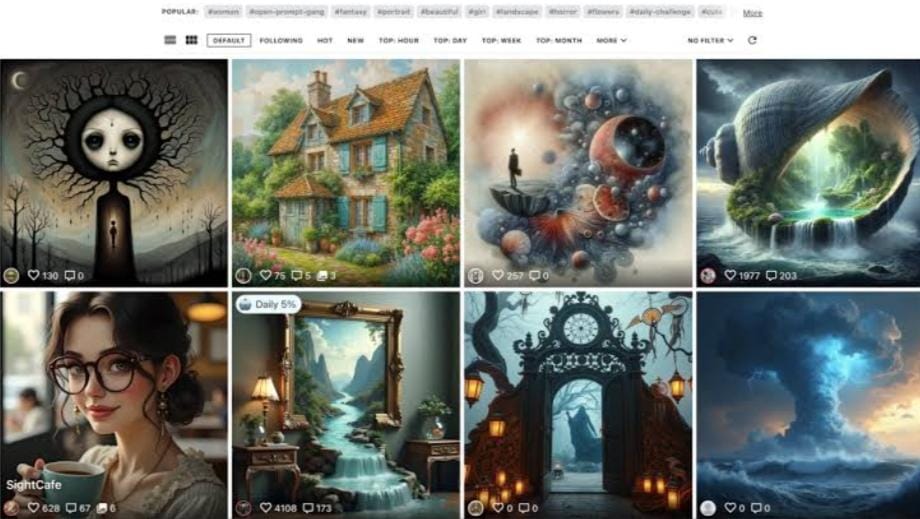 POPULAR: #woman #open-prompt-gang #fantasy #portrait #beautiful #girl #landscape #horror #flowers #daily-challenge #cute More
DEFAULT FOLLOWING HOT NEW TOP: HOUR TOP: DAY TOP: WEEK TOP: MONTH MORE NO FILTER
130 0
75 5 3
257 0
1977 203
Daily 5%
SightCafe
628 67 6
4108 173
0 0
0 0